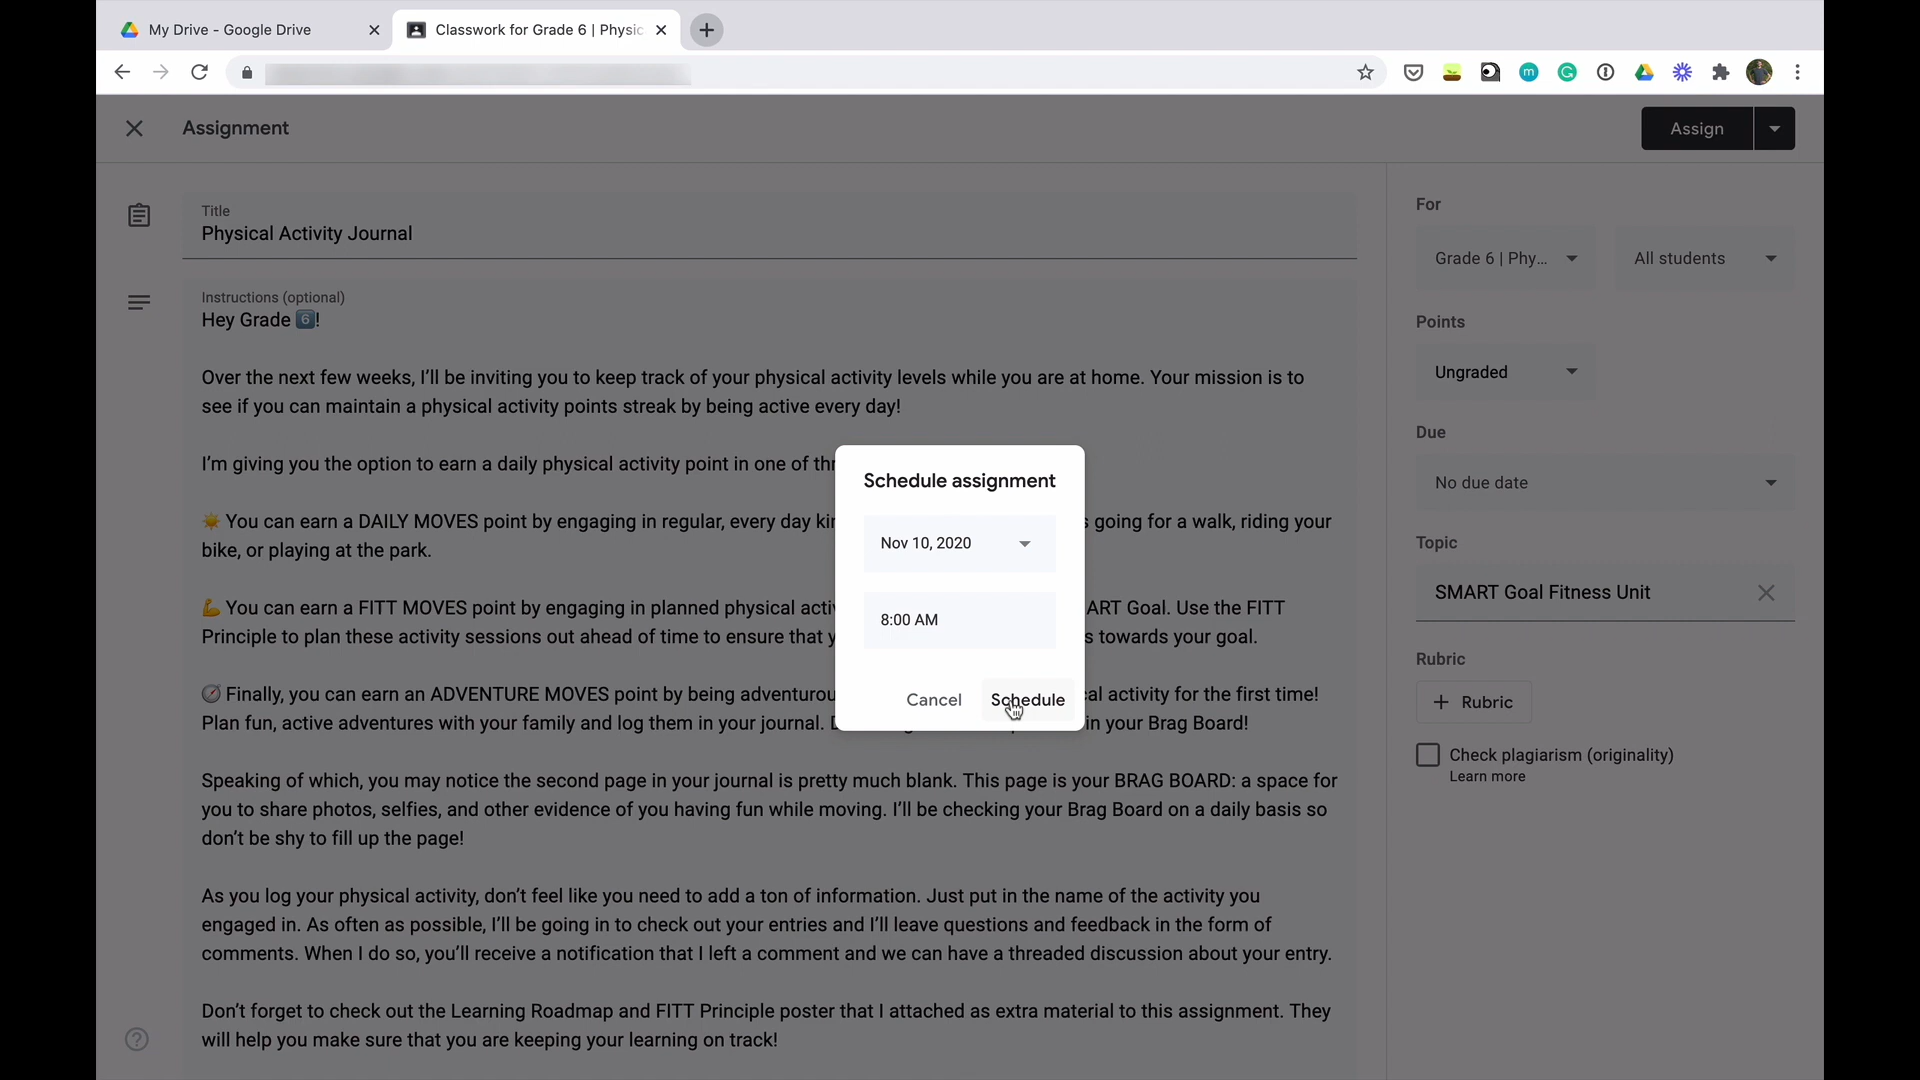 My Drive - Google Drive
Classwork for Grade 6 | Physic
Assignment
Assign
Title
Physical Activity Journal
Instructions (optional)
Hey Grade 6️⃣!
Over the next few weeks, I'll be inviting you to keep track of your physical activity levels while you are at home. Your mission is to
see if you can maintain a physical activity points streak by being active every day!
I'm giving you the option to earn a daily physical activity point in one of thr
☀️ You can earn a DAILY MOVES point by engaging in regular, every day kin
s going for a walk, riding your
bike, or playing at the park.
💪 You can earn a FITT MOVES point by engaging in planned physical activ
ART Goal. Use the FITT
Principle to plan these activity sessions out ahead of time to ensure that y
s towards your goal.
🧭 Finally, you can earn an ADVENTURE MOVES point by being adventurou
al activity for the first time!
Plan fun, active adventures with your family and log them in your journal. D
in your Brag Board!
Speaking of which, you may notice the second page in your journal is pretty much blank. This page is your BRAG BOARD: a space for
you to share photos, selfies, and other evidence of you having fun while moving. I'll be checking your Brag Board on a daily basis so
don't be shy to fill up the page!
As you log your physical activity, don't feel like you need to add a ton of information. Just put in the name of the activity you
engaged in. As often as possible, I'll be going in to check out your entries and I'll leave questions and feedback in the form of
comments. When I do so, you'll receive a notification that I left a comment and we can have a threaded discussion about your entry.
Don't forget to check out the Learning Roadmap and FITT Principle poster that I attached as extra material to this assignment. They
will help you make sure that you are keeping your learning on track!
Schedule assignment
Nov 10, 2020
8:00 AM
Cancel
Schedule
For
Grade 6 | Phy...
All students
Points
Ungraded
Due
No due date
Topic
SMART Goal Fitness Unit
Rubric
+ Rubric
Check plagiarism (originality)
Learn more